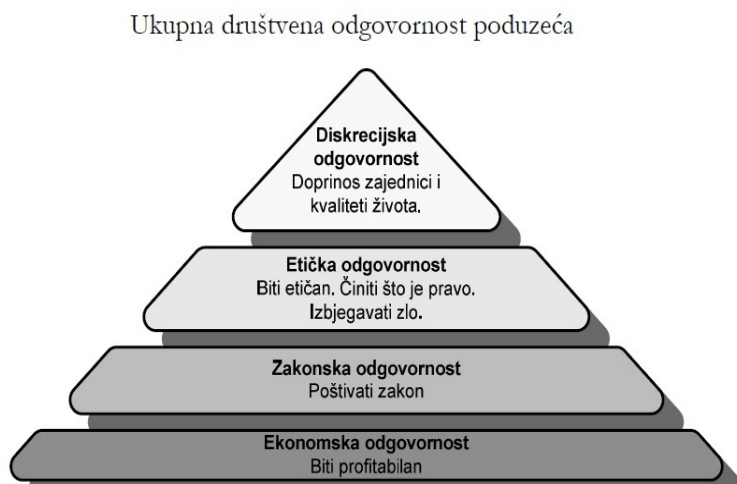 Ukupna društvena odgovornost poduzeća
Diskrecijska
odgovornost
Doprinos zajednici i
kvaliteti života.
Etička odgovornost
Biti etičan. Činiti što je pravo.
Izbjegavati zlo.
Zakonska odgovornost
Poštivati zakon
Ekonomska odgovornost
Biti profitabilan